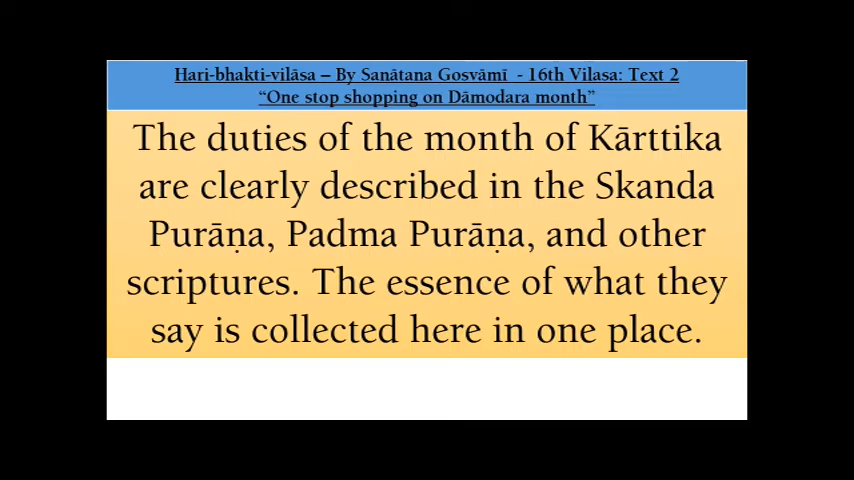 Hari-bhakti-vilāsa – By Sanātana Gosvāmī - 16th Vilasa: Text 2
“One stop shopping on Dāmodara month”
The duties of the month of Kārttika
are clearly described in the Skanda
Purāṇa, Padma Purāṇa, and other
scriptures. The essence of what they
say is collected here in one place.